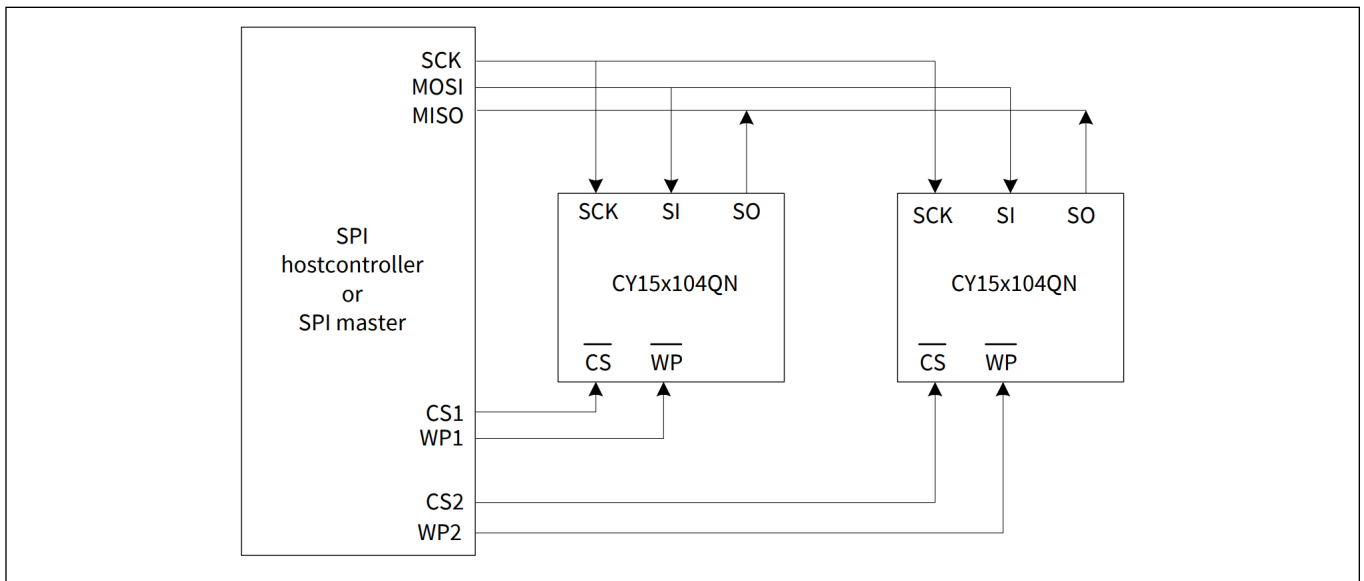 SCK
MOSI
MISO
SPI
hostcontroller
or
SPI master
CS1
WP1
CS2
WP2
SCK SI SO
CY15x104QN
CS WP
SCK SI SO
CY15x104QN
CS WP